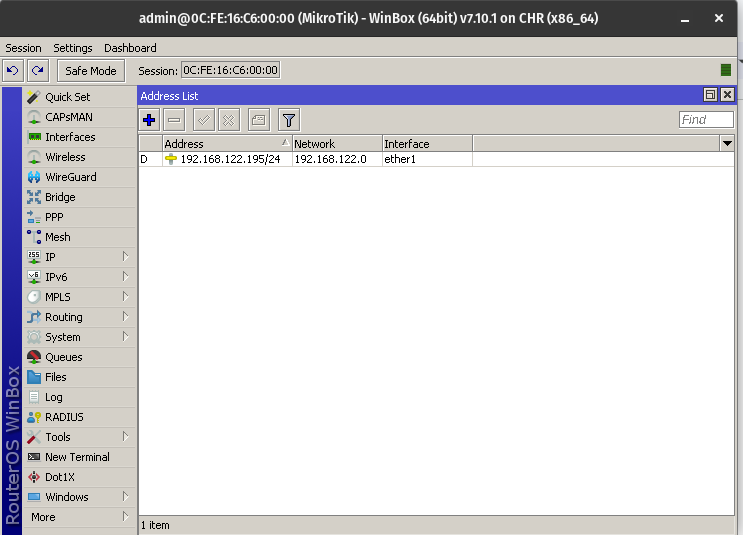 admin@0C:FE:16:C6:00:00 (MikroTik) - WinBox (64bit) v7.10.1 on CHR (x86_64)
Session Settings Dashboard
Safe Mode Session: 0C:FE:16:C6:00:00
Quick Set
CAPsMAN
Interfaces
Wireless
WireGuard
Bridge
PPP
Mesh
IP
IPv6
MPLS
Routing
System
Queues
Files
Log
RADIUS
Tools
New Terminal
Dot1X
Windows
More
RouterOS WinBox
Address List
Find
Address Network Interface
D 192.168.122.195/24 192.168.122.0 ether1
1 item